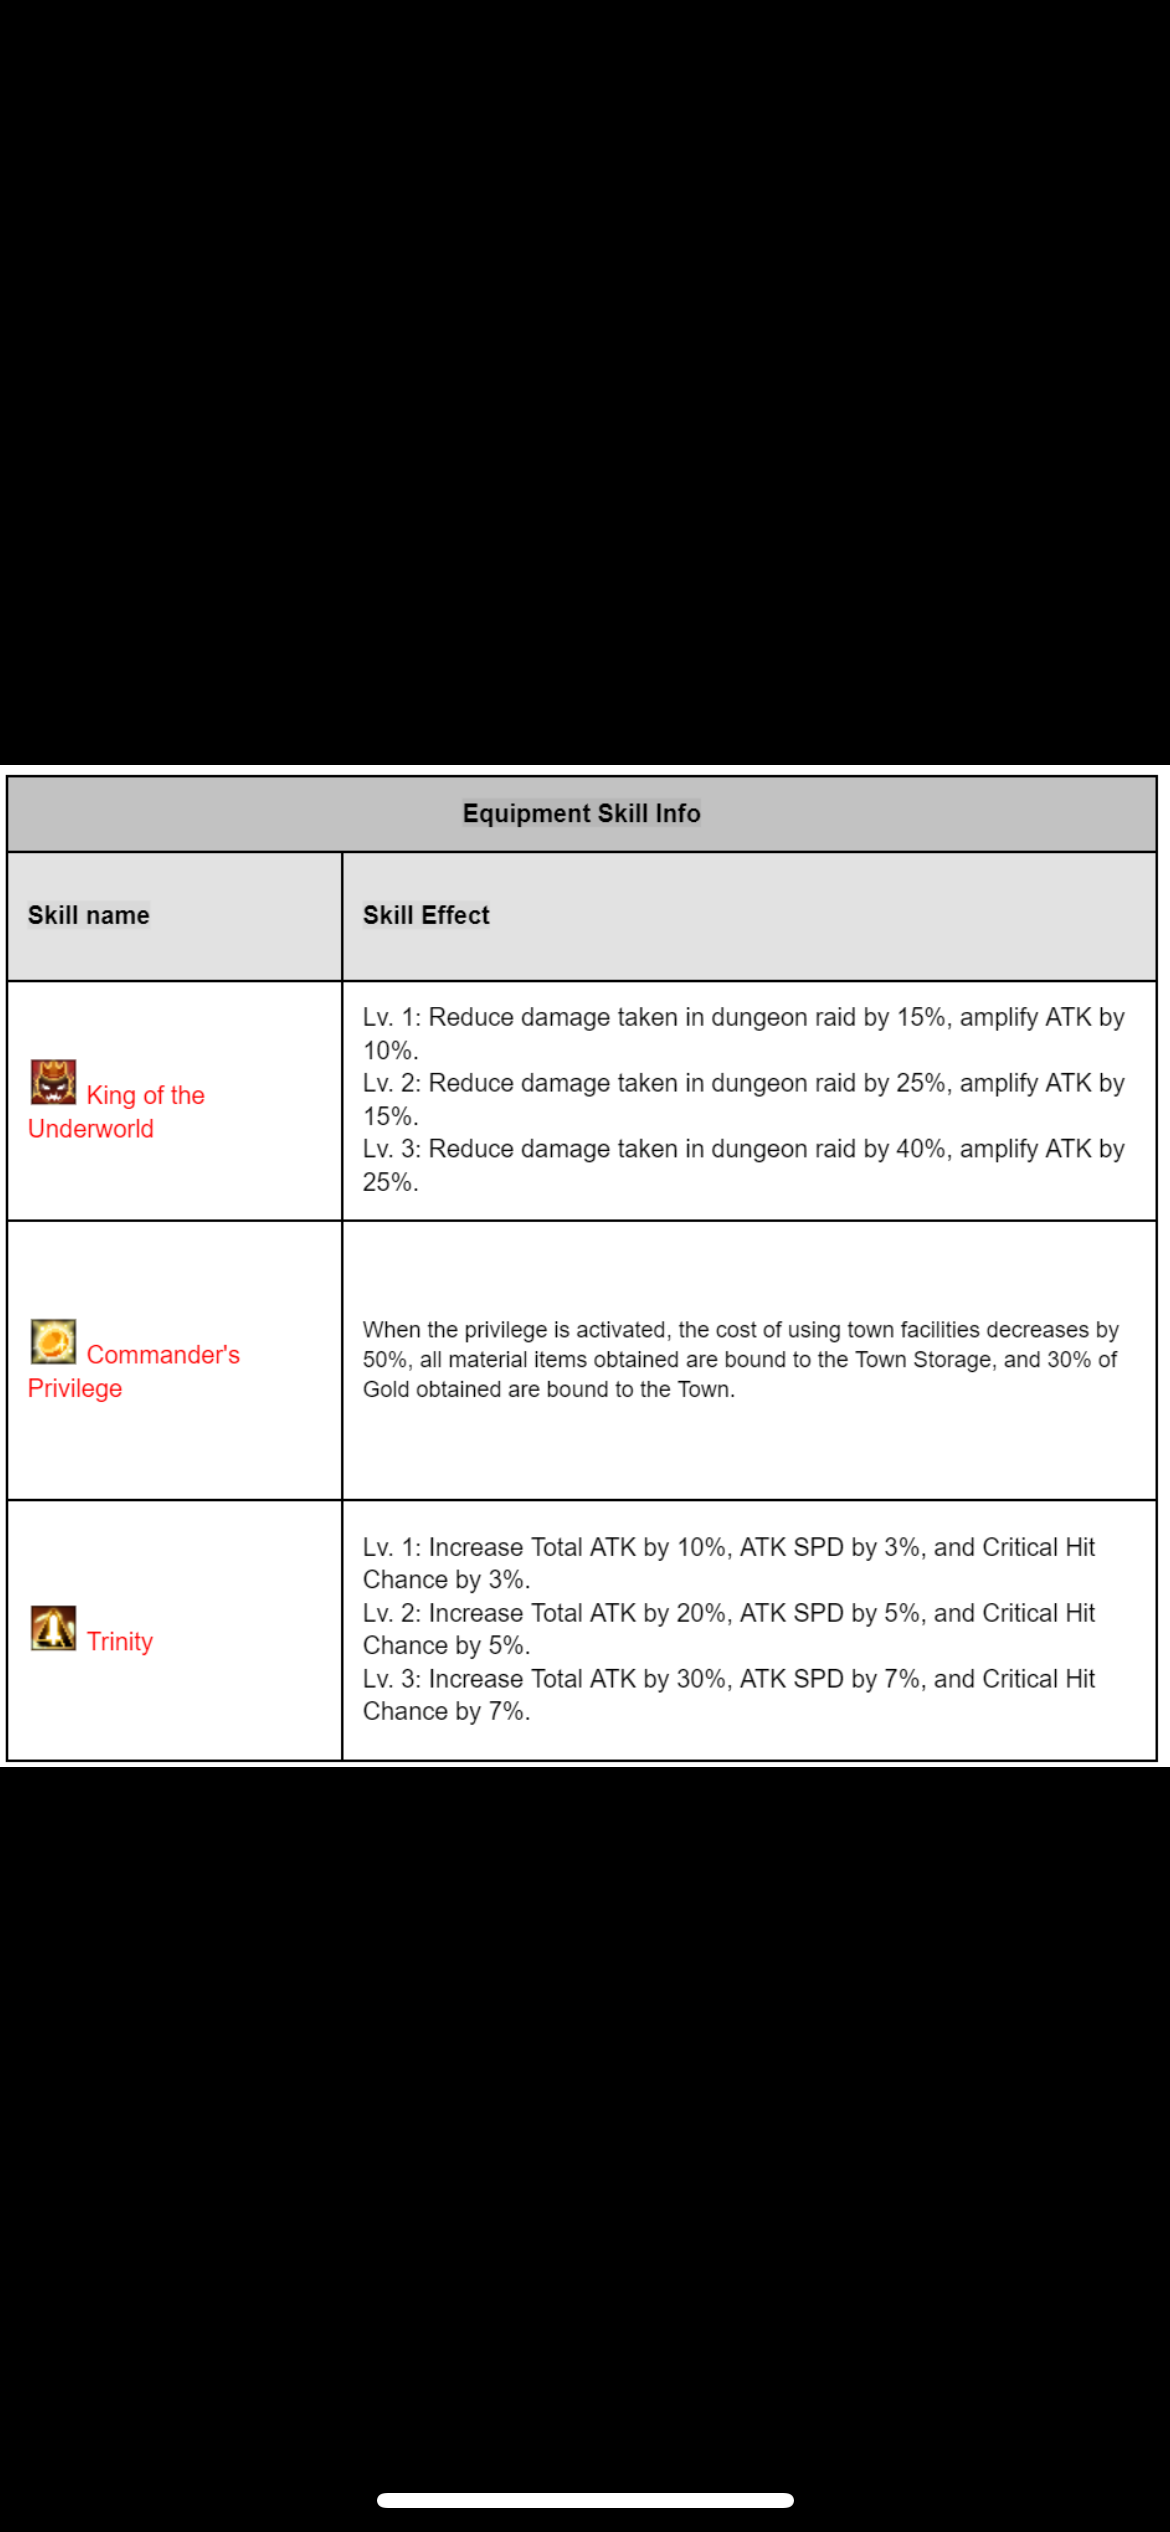 Equipment Skill Info
Skill name
Skill Effect
King of the
Underworld
Lv. 1: Reduce damage taken in dungeon raid by 15%, amplify ATK by
10%.
Lv. 2: Reduce damage taken in dungeon raid by 25%, amplify ATK by
15%.
Lv. 3: Reduce damage taken in dungeon raid by 40%, amplify ATK by
25%.
Commander's
Privilege
When the privilege is activated, the cost of using town facilities decreases by
50%, all material items obtained are bound to the Town Storage, and 30% of
Gold obtained are bound to the Town.
Trinity
Lv. 1: Increase Total ATK by 10%, ATK SPD by 3%, and Critical Hit
Chance by 3%.
Lv. 2: Increase Total ATK by 20%, ATK SPD by 5%, and Critical Hit
Chance by 5%.
Lv. 3: Increase Total ATK by 30%, ATK SPD by 7%, and Critical Hit
Chance by 7%.